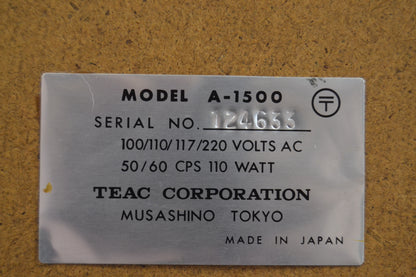 MODEL A-1500
SERIAL NO. 124633
100/110/117/220 VOLTS AC
50/60 CPS 110 WATT
TEAC CORPORATION
MUSASHINO TOKYO
MADE IN JAPAN